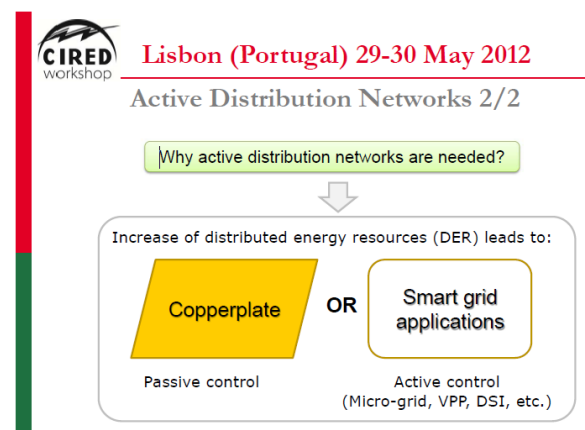 CIRED
workshop
Lisbon (Portugal) 29-30 May 2012
Active Distribution Networks 2/2
Why active distribution networks are needed?
Increase of distributed energy resources (DER) leads to:
Copperplate
OR
Smart grid
applications
Passive control
Active control
(Micro-grid, VPP, DSI, etc.)